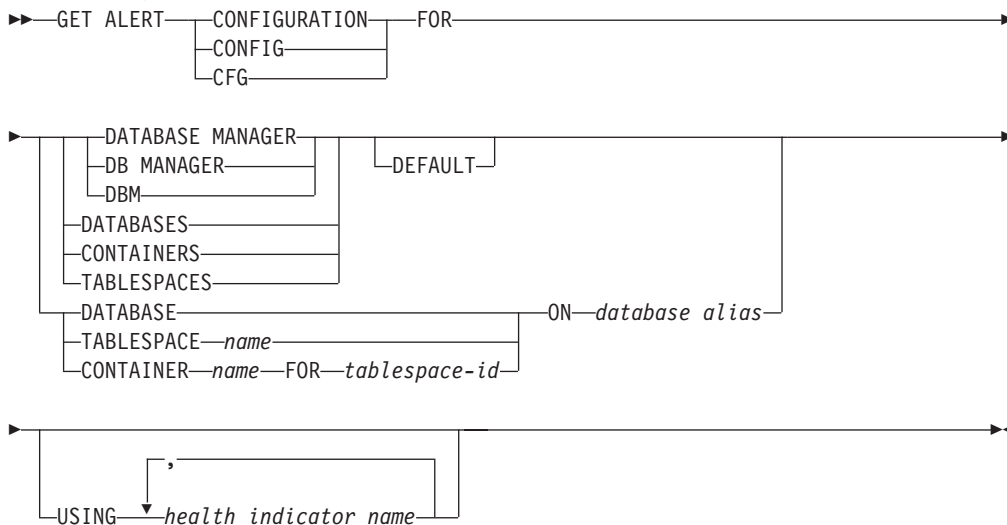 GET ALERT CONFIGURATION FOR
CONFIG
CFG
DATABASE MANAGER
DB MANAGER DEFAULT
DBM
DATABASES
CONTAINERS
TABLESPACES
DATABASE ON database alias
TABLESPACE name
CONTAINER name FOR tablespace-id
,
USING health indicator name